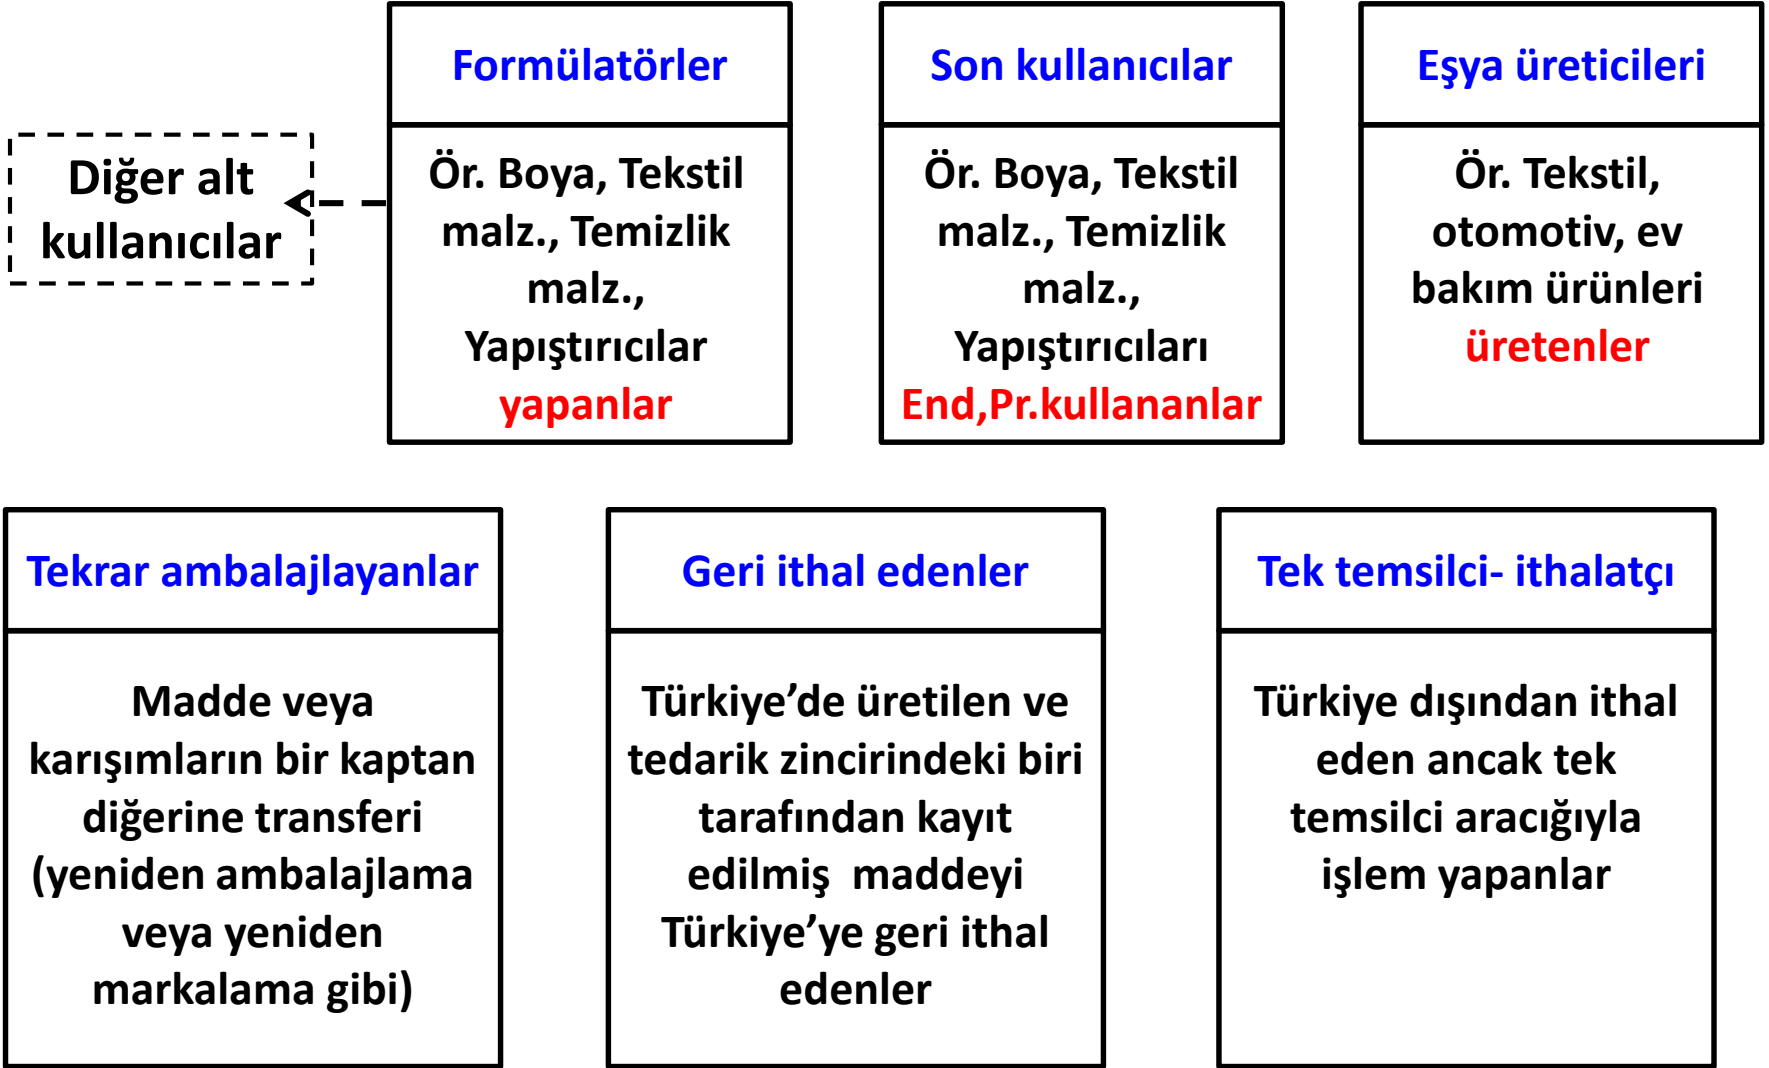 Diğer alt
kullanıcılar
Formülatörler
Ör. Boya, Tekstil
malz., Temizlik
malz.,
Yapıştırıcılar
yapanlar
Son kullanıcılar
Ör. Boya, Tekstil
malz., Temizlik
malz.,
Yapıştırıcıları
End,Pr.kullananlar
Eşya üreticileri
Ör. Tekstil,
otomotiv, ev
bakım ürünleri
üretenler
Tekrar ambalajlayanlar
Madde veya
karışımların bir kaptan
diğerine transferi
(yeniden ambalajlama
veya yeniden
markalama gibi)
Geri ithal edenler
Türkiye’de üretilen ve
tedarik zincirindeki biri
tarafından kayıt
edilmiş  maddeyi
Türkiye’ye geri ithal
edenler
Tek temsilci- ithalatçı
Türkiye dışından ithal
eden ancak tek
temsilci aracığıyla
işlem yapanlar